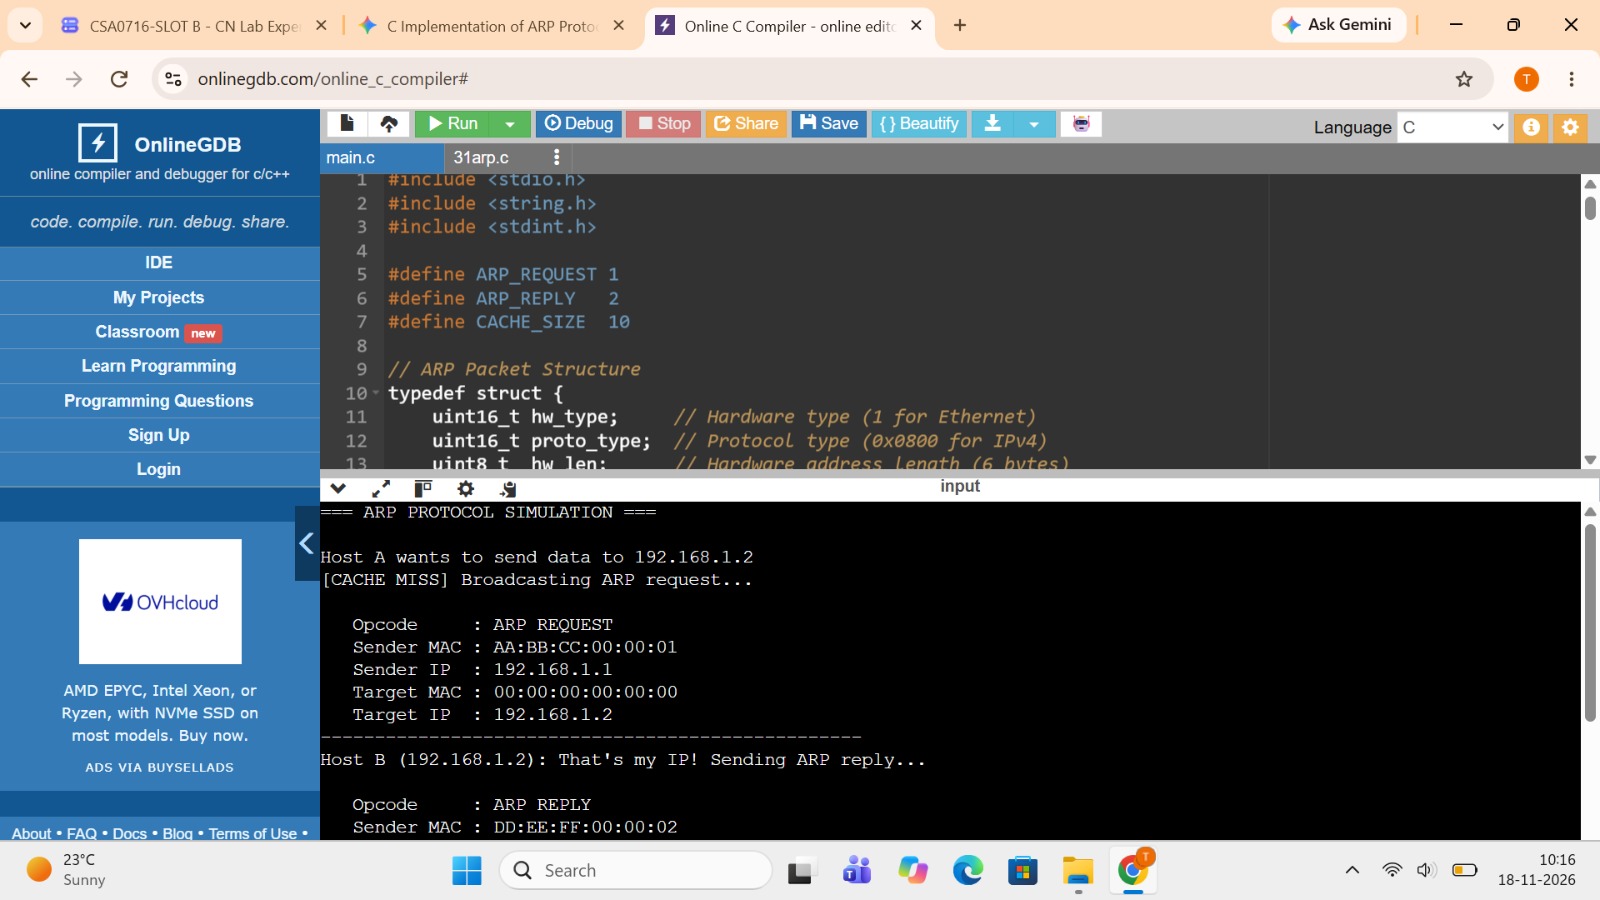 CSA0716-SLOT B - CN Lab Expe
C Implementation of ARP Proto
Online C Compiler - online edito
Ask Gemini
onlinegdb.com/online_c_compiler#
T
OnlineGDB
online compiler and debugger for c/c++
code. compile. run. debug. share.
IDE
My Projects
Classroom new
Learn Programming
Programming Questions
Sign Up
Login
OVHcloud
AMD EPYC, Intel Xeon, or
Ryzen, with NVMe SSD on
most models. Buy now.
ADS VIA BUYSELLADS
About • FAQ • Docs • Blog • Terms of Use •
Run
Debug
Stop
Share
Save
{ } Beautify
Language C
main.c
31arp.c
1 #include <stdio.h>
2 #include <string.h>
3 #include <stdint.h>
4
5 #define ARP_REQUEST 1
6 #define ARP_REPLY   2
7 #define CACHE_SIZE  10
8
9 // ARP Packet Structure
10 typedef struct {
11     uint16_t hw_type;     // Hardware type (1 for Ethernet)
12     uint16_t proto_type;  // Protocol type (0x0800 for IPv4)
13     uint8_t  hw_len;      // Hardware address length (6 bytes)
input
=== ARP PROTOCOL SIMULATION ===
Host A wants to send data to 192.168.1.2
[CACHE MISS] Broadcasting ARP request...
Opcode     : ARP REQUEST
Sender MAC : AA:BB:CC:00:00:01
Sender IP  : 192.168.1.1
Target MAC : 00:00:00:00:00:00
Target IP  : 192.168.1.2
--------------------------------------------------
Host B (192.168.1.2): That's my IP! Sending ARP reply...
Opcode     : ARP REPLY
Sender MAC : DD:EE:FF:00:00:02
23°C
Sunny
Search
T
10:16
18-11-2026